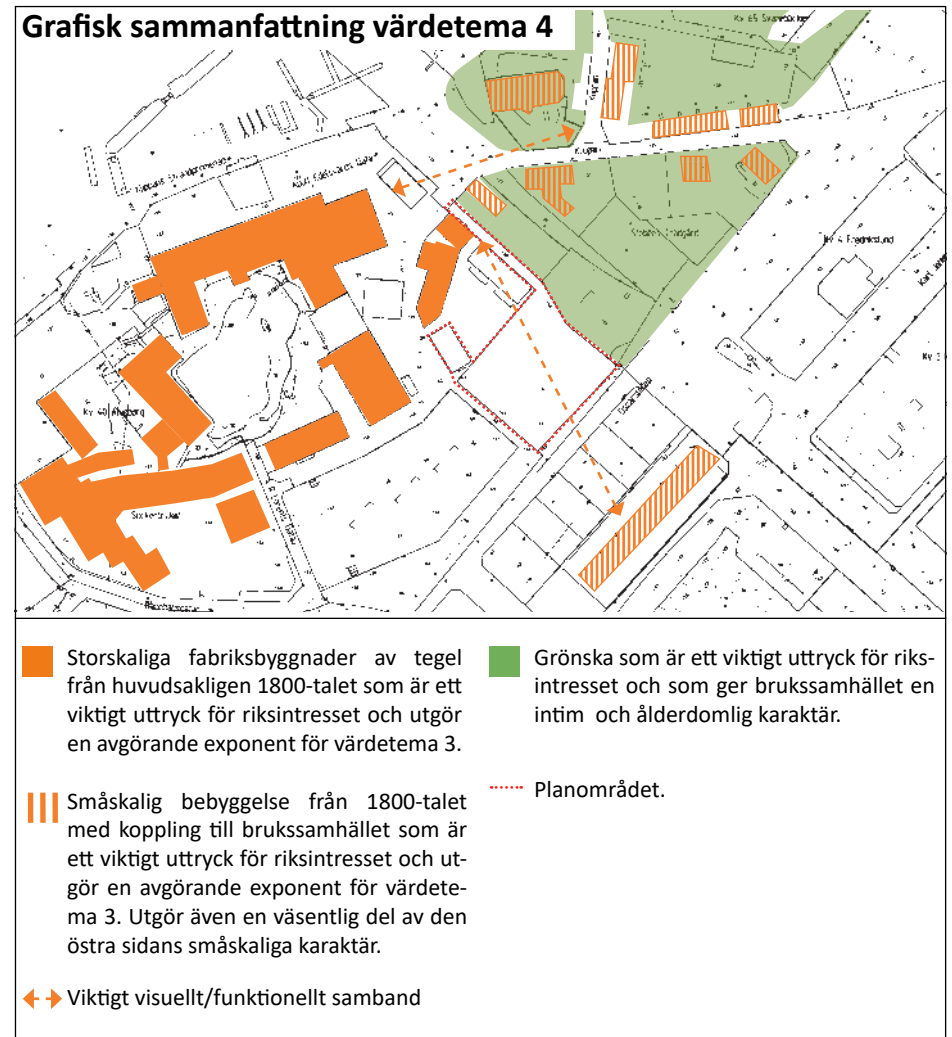 Grafisk sammanfattning värdetema 4
Storskaliga fabriksbyggnader av tegel
från huvudsakligen 1800-talet som är ett
viktigt uttryck för riksintresset och utgör
en avgörande exponent för värdetema 3.
Småskalig bebyggelse från 1800-talet
med koppling till brukssamhället som är
ett viktigt uttryck för riksintresset och ut-
gör en avgörande exponent för värdete-
ma 3. Utgör även en väsentlig del av den
östra sidans småskaliga karaktär.
Viktigt visuellt/funktionellt samband
Grönska som är ett viktigt uttryck för riks-
intresset och som ger brukssamhället en
intim och ålderdomlig karaktär.
Planområdet.